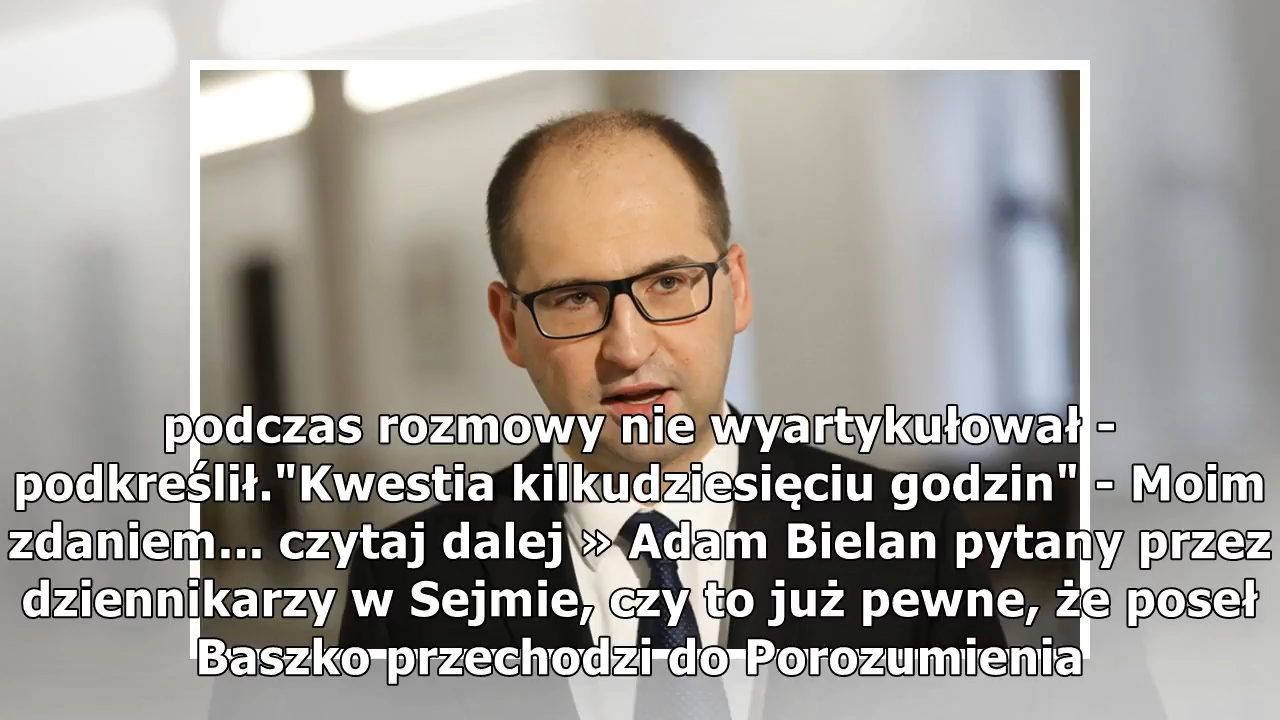 podczas rozmowy nie wyartykułował -
podkreślił."Kwestia kilkudziesięciu godzin" - Moim
zdaniem... czytaj dalej » Adam Bielan pytany przez
dziennikarzy w Sejmie, czy to już pewne, że poseł
Baszko przechodzi do Porozumienia